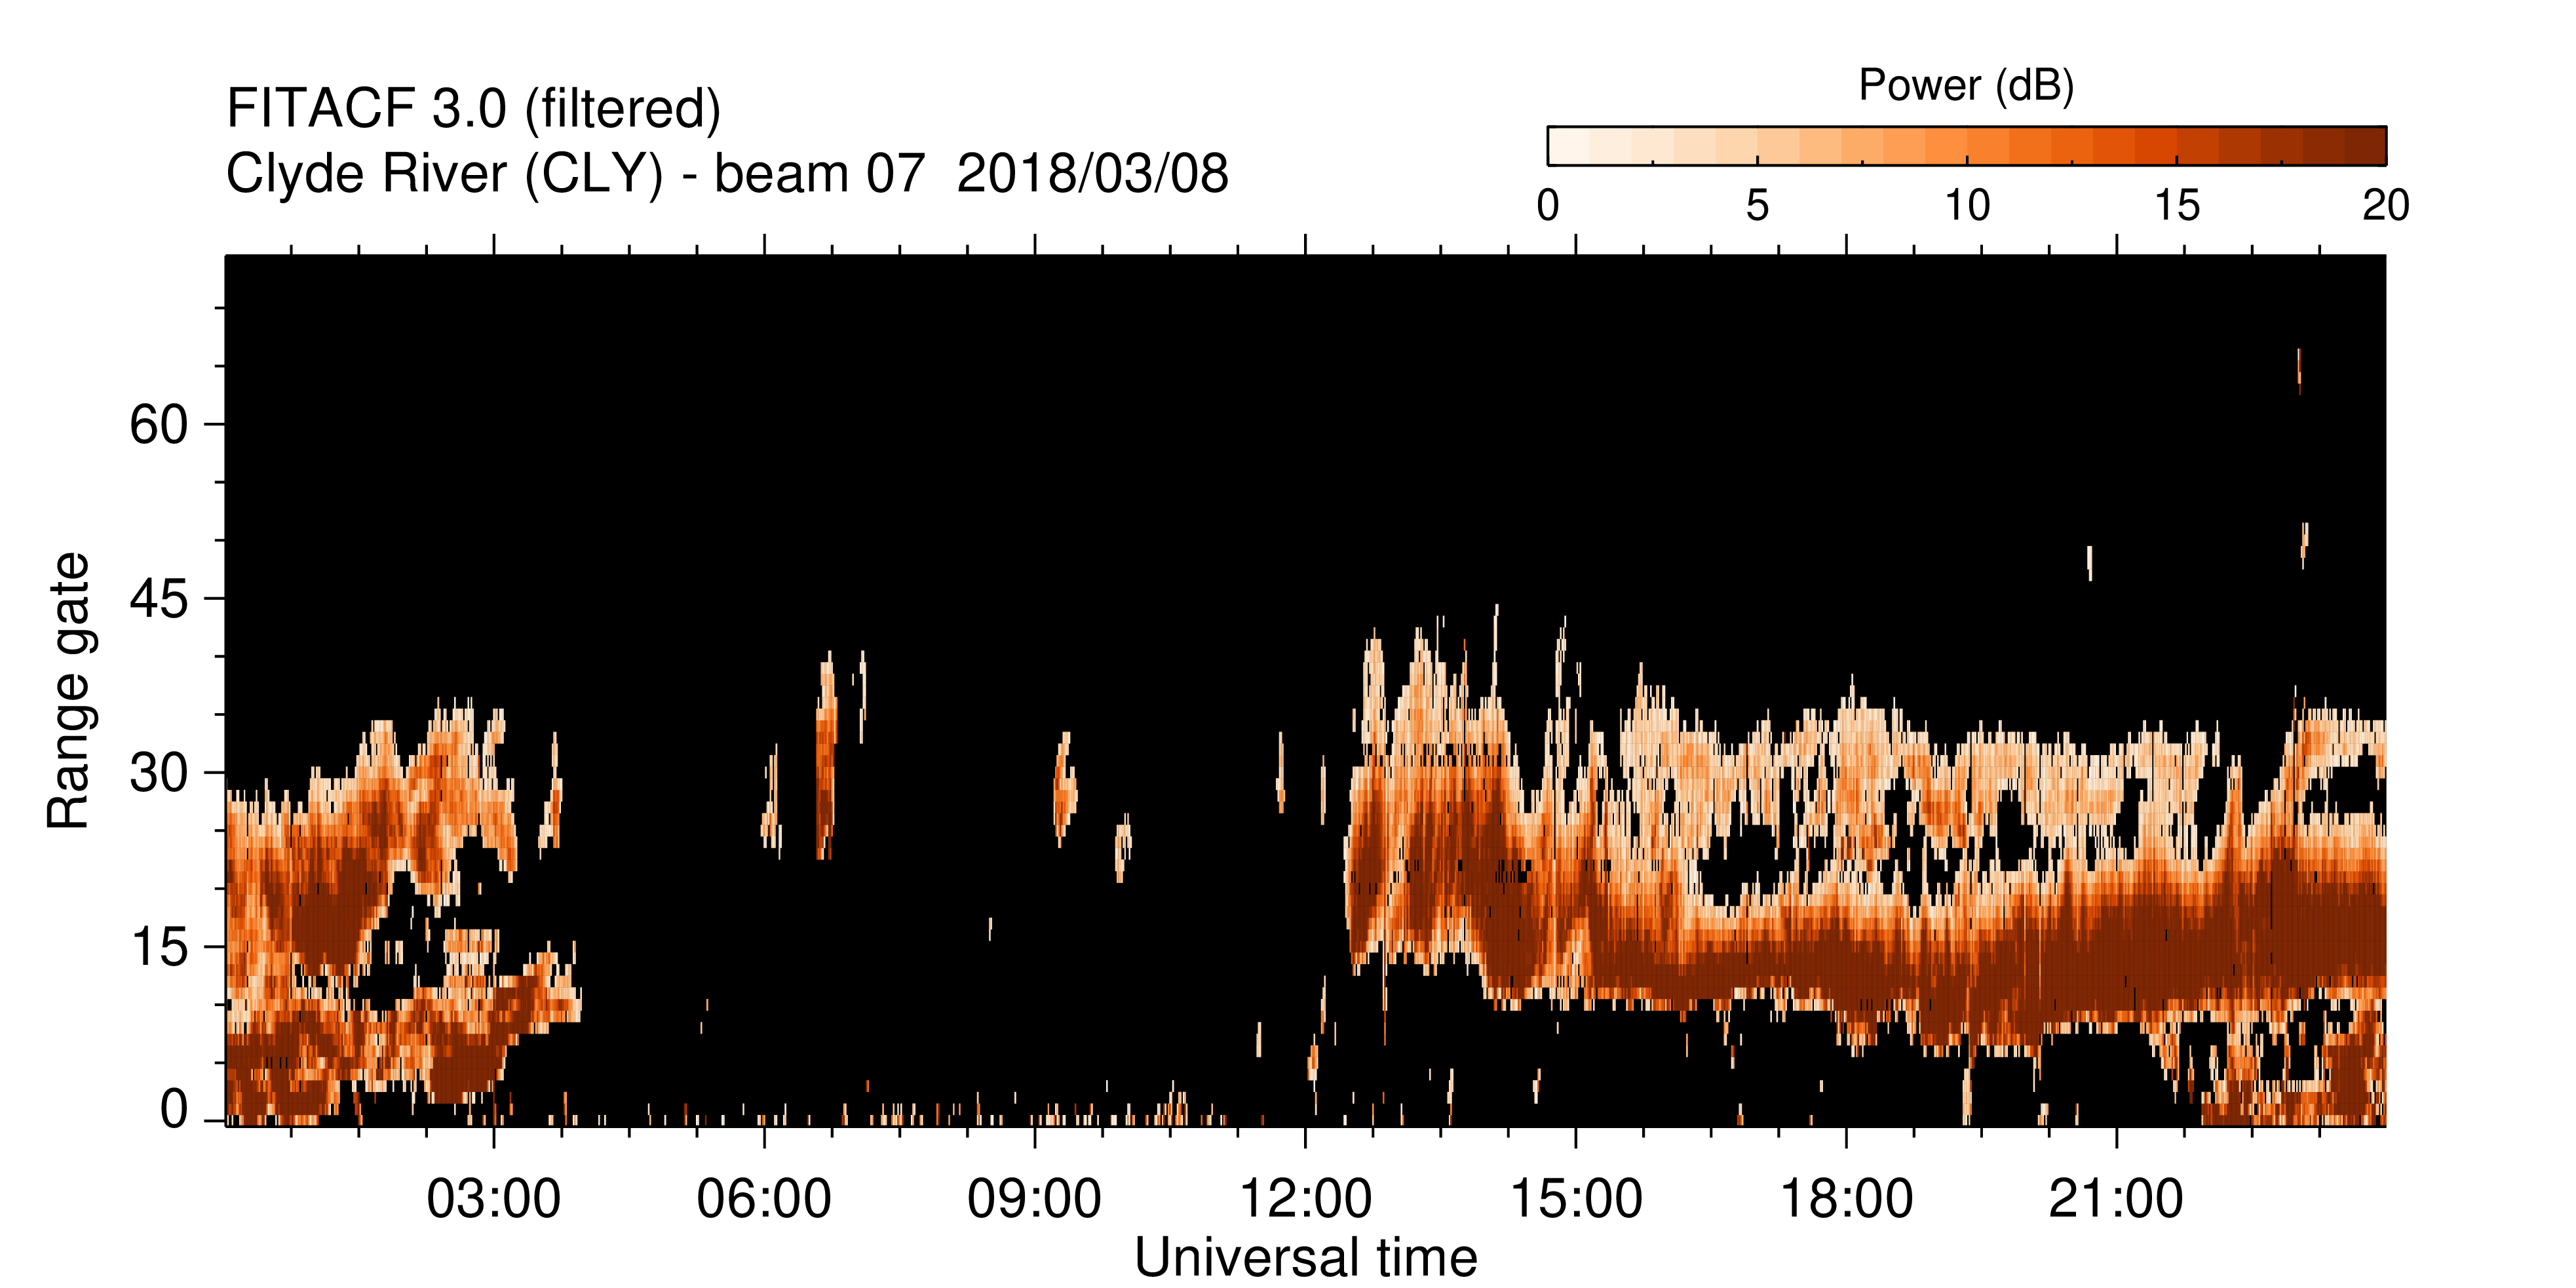 FITACF 3.0 (filtered)
Clyde River (CLY) - beam 07  2018/03/08
Power (dB)
0 5 10 15 20
Range gate
60
45
30
15
0
03:00 06:00 09:00 12:00 15:00 18:00 21:00
Universal time